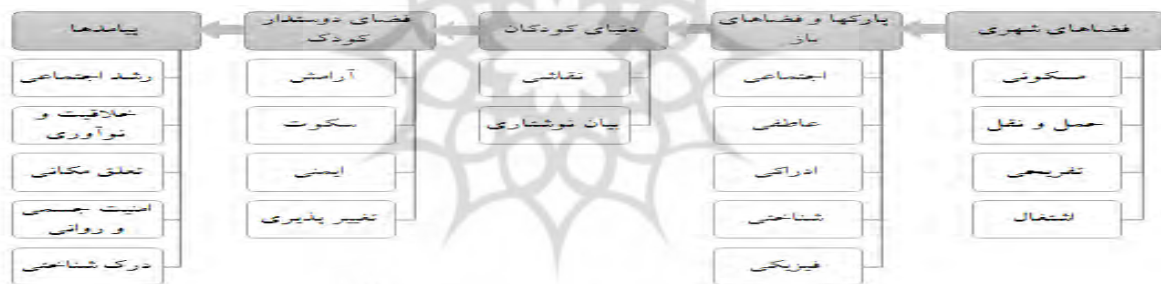 فضاهای شهری
مسکونی
حمل و نقل
تفریحی
اشتغال
پارکها و فضاهای
باز
اجتماعی
عاطفی
ادراکی
شناختی
فیزیکی
دنیای کودکان
نقاشی
بیان نوشتاری
فضای دوستدار
کودک
آرامش
سکوت
ایمنی
تغییر پذیری
پیامدها
رشد اجتماعی
خلاقیت و
نوآوری
تعلق مکانی
امنیت جسمی
و روانی
درک شناختی